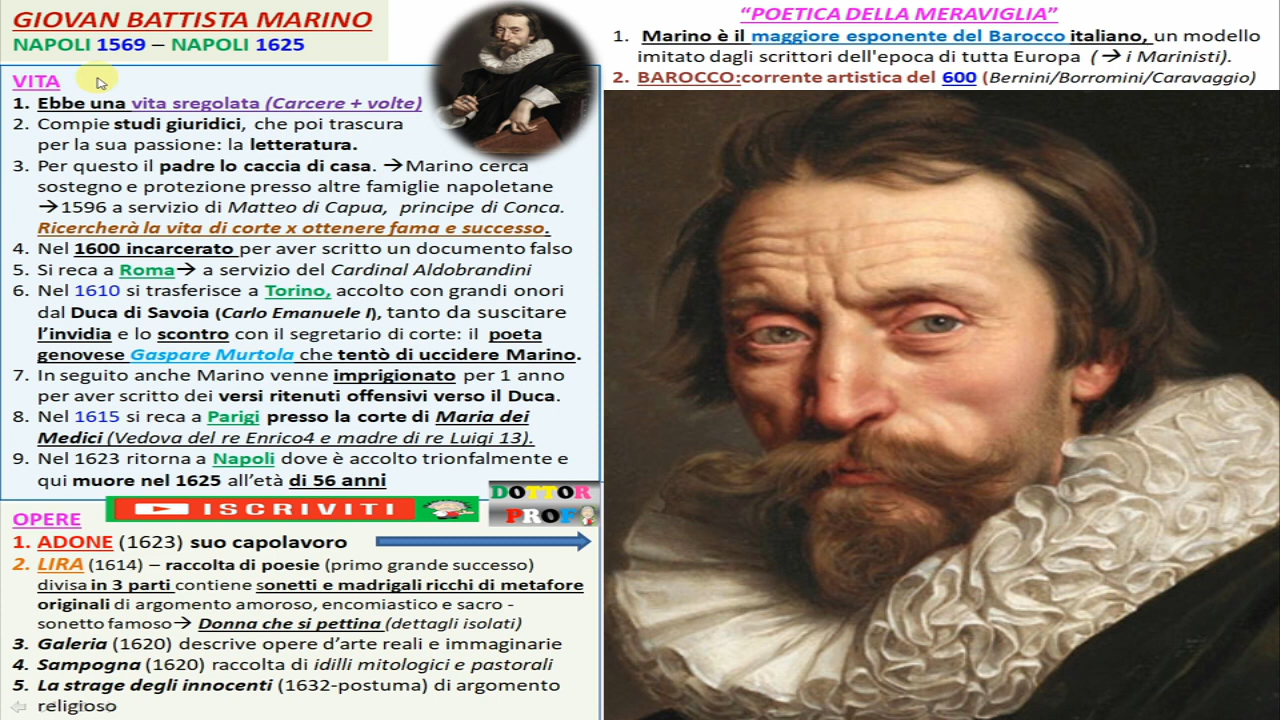 GIOVAN BATTISTA MARINO
NAPOLI 1569 – NAPOLI 1625
VITA
1. Ebbe una vita sregolata (Carcere + volte)
2. Compie studi giuridici, che poi trascura
per la sua passione: la letteratura.
3. Per questo il padre lo caccia di casa. →Marino cerca
sostegno e protezione presso altre famiglie napoletane
→1596 a servizio di Matteo di Capua, principe di Conca.
Ricercherà la vita di corte x ottenere fama e successo.
4. Nel 1600 incarcerato per aver scritto un documento falso
5. Si reca a Roma→ a servizio del Cardinal Aldobrandini
6. Nel 1610 si trasferisce a Torino, accolto con grandi onori
dal Duca di Savoia (Carlo Emanuele I), tanto da suscitare
l’invidia e lo scontro con il segretario di corte: il poeta
genovese Gaspare Murtola che tentò di uccidere Marino.
7. In seguito anche Marino venne imprigionato per 1 anno
per aver scritto dei versi ritenuti offensivi verso il Duca.
8. Nel 1615 si reca a Parigi presso la corte di Maria dei
Medici (Vedova del re Enrico4 e madre di re Luigi 13).
9. Nel 1623 ritorna a Napoli dove è accolto trionfalmente e
qui muore nel 1625 all’età di 56 anni
ISCRIVITI
DOTTOR
PROF
OPERE
1. ADONE (1623) suo capolavoro
2. LIRA (1614) – raccolta di poesie (primo grande successo)
divisa in 3 parti contiene sonetti e madrigali ricchi di metafore
originali di argomento amoroso, encomiastico e sacro -
sonetto famoso→ Donna che si pettina (dettagli isolati)
3. Galeria (1620) descrive opere d’arte reali e immaginarie
4. Sampogna (1620) raccolta di idilli mitologici e pastorali
5. La strage degli innocenti (1632-postuma) di argomento
religioso
“POETICA DELLA MERAVIGLIA”
1. Marino è il maggiore esponente del Barocco italiano, un modello
imitato dagli scrittori dell'epoca di tutta Europa (→ i Marinisti).
2. BAROCCO:corrente artistica del 600 (Bernini/Borromini/Caravaggio)